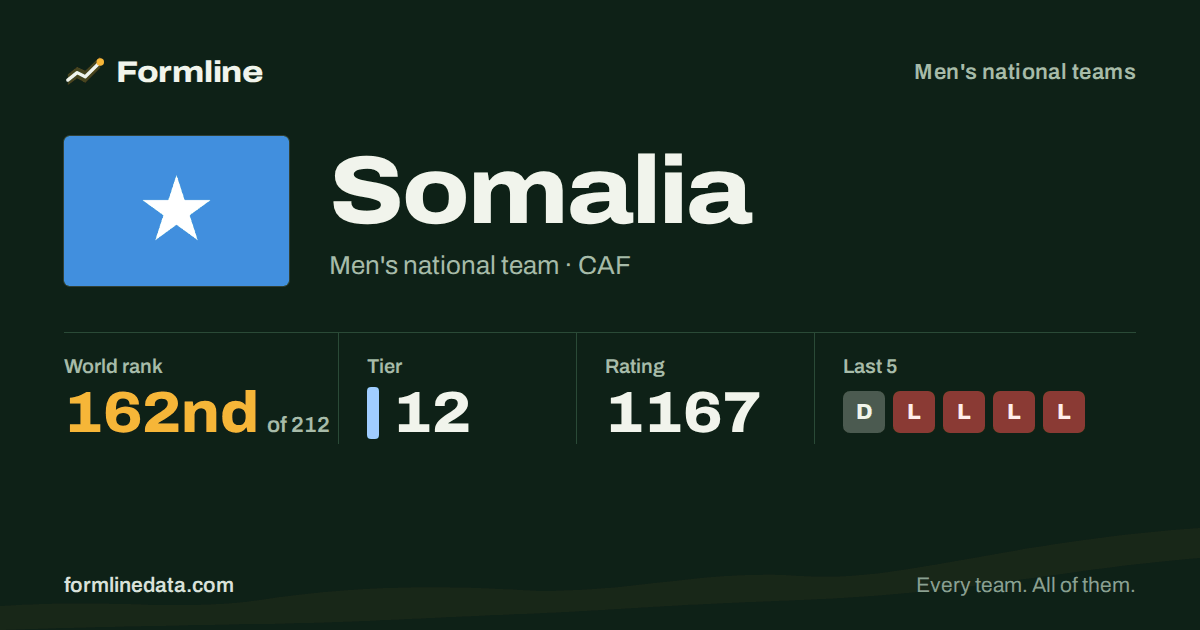 Formline
Men's national teams
Somalia
Men's national team · CAF
World rank
162nd of 212
Tier
12
Rating
1167
Last 5
D L L L L
formlinedata.com
Every team. All of them.